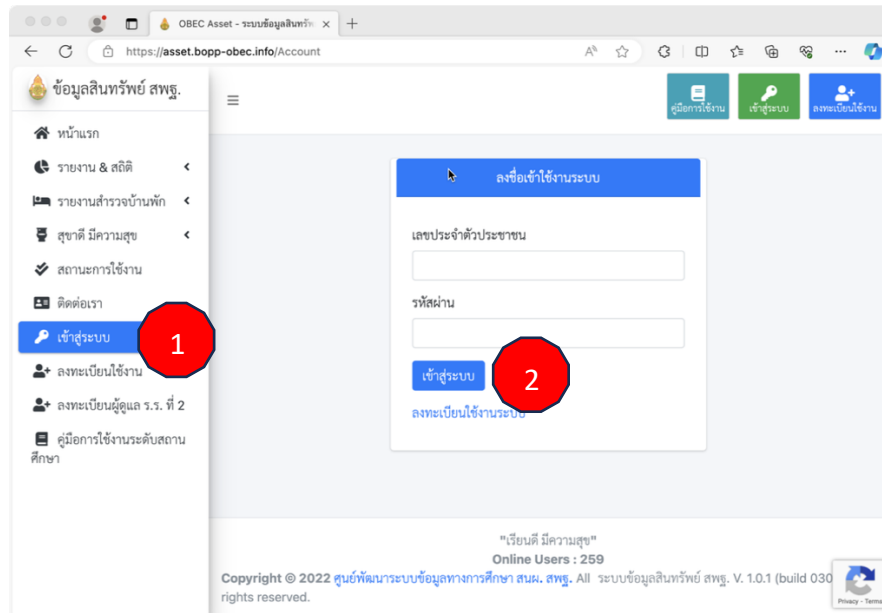 OBEC Asset - ระบบข้อมูลสินทรัพ
https://asset.bopp-obec.info/Account
ข้อมูลสินทรัพย์ สพฐ.
คู่มือการใช้งาน
เข้าสู่ระบบ
ลงทะเบียนใช้งาน
หน้าแรก
รายงาน & สถิติ
รายงานสำรวจบ้านพัก
สุขาดี มีความสุข
สถานะการใช้งาน
ติดต่อเรา
เข้าสู่ระบบ
1
ลงทะเบียนใช้งาน
ลงทะเบียนผู้ดูแล ร.ร. ที่ 2
คู่มือการใช้งานระดับสถาน
ศึกษา
ลงชื่อเข้าใช้งานระบบ
เลขประจำตัวประชาชน
รหัสผ่าน
เข้าสู่ระบบ
2
ลงทะเบียนใช้งานระบบ
"เรียนดี มีความสุข"
Online Users : 259
Copyright © 2022 ศูนย์พัฒนาระบบข้อมูลทางการศึกษา สนผ. สพฐ. All ระบบข้อมูลสินทรัพย์ สพฐ. V. 1.0.1 (build 030
rights reserved.
Privacy - Terms